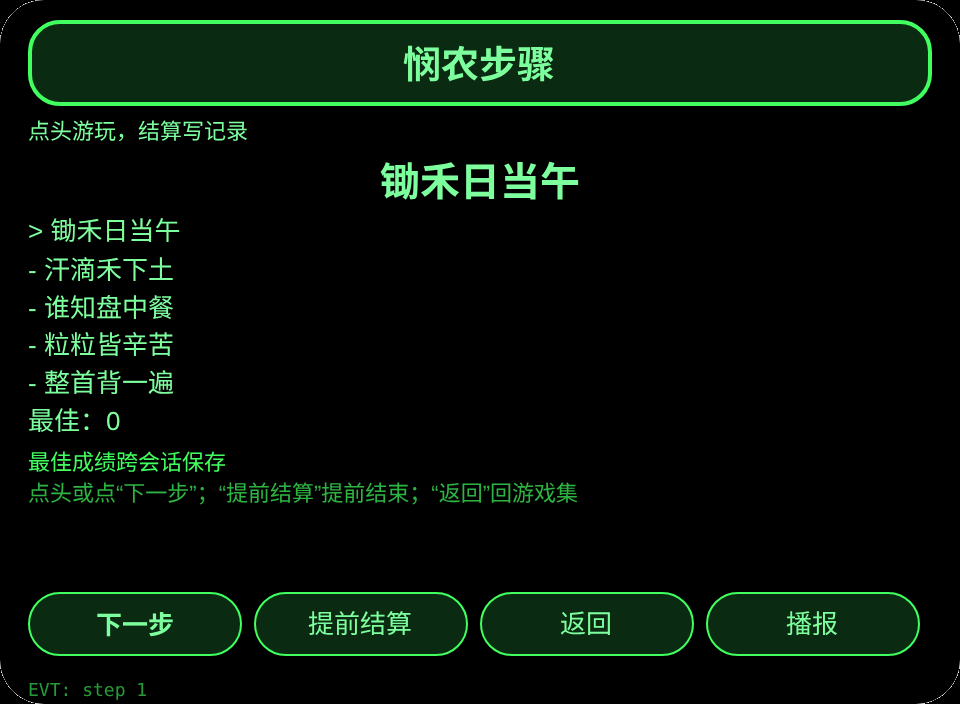 悯农步骤
点头游玩，结算写记录
锄禾日当午
> 锄禾日当午
- 汗滴禾下土
- 谁知盘中餐
- 粒粒皆辛苦
- 整首背一遍
最佳：0
最佳成绩跨会话保存
点头或点“下一步”；“提前结算”提前结束；“返回”回游戏集
下一步 提前结算 返回 播报
EVT: step 1